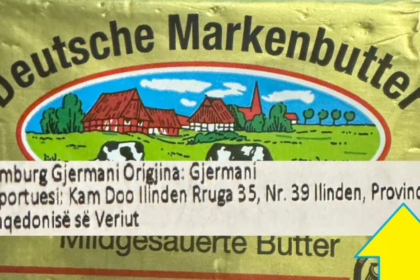 Deutsche Markenbutter
mburg Gjermani Origjina: Gjermani
portuesi: Kam Doo Ilinden Rruga 35, Nr. 39 Ilinden, Provinc
qedonisë së Veriut
Mildgesäuerte Butter